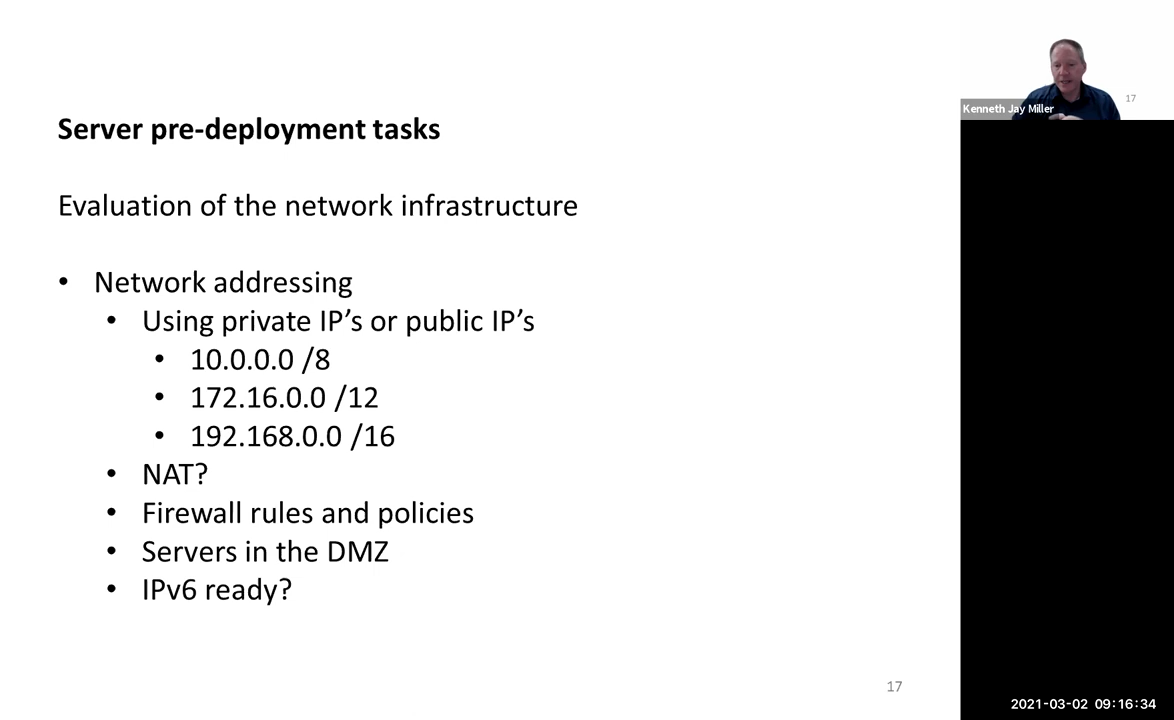 Server pre-deployment tasks
Evaluation of the network infrastructure
• Network addressing
• Using private IP’s or public IP’s
• 10.0.0.0 /8
• 172.16.0.0 /12
• 192.168.0.0 /16
• NAT?
• Firewall rules and policies
• Servers in the DMZ
• IPv6 ready?
17
Kenneth Jay Miller
17
2021-03-02 09:16:34